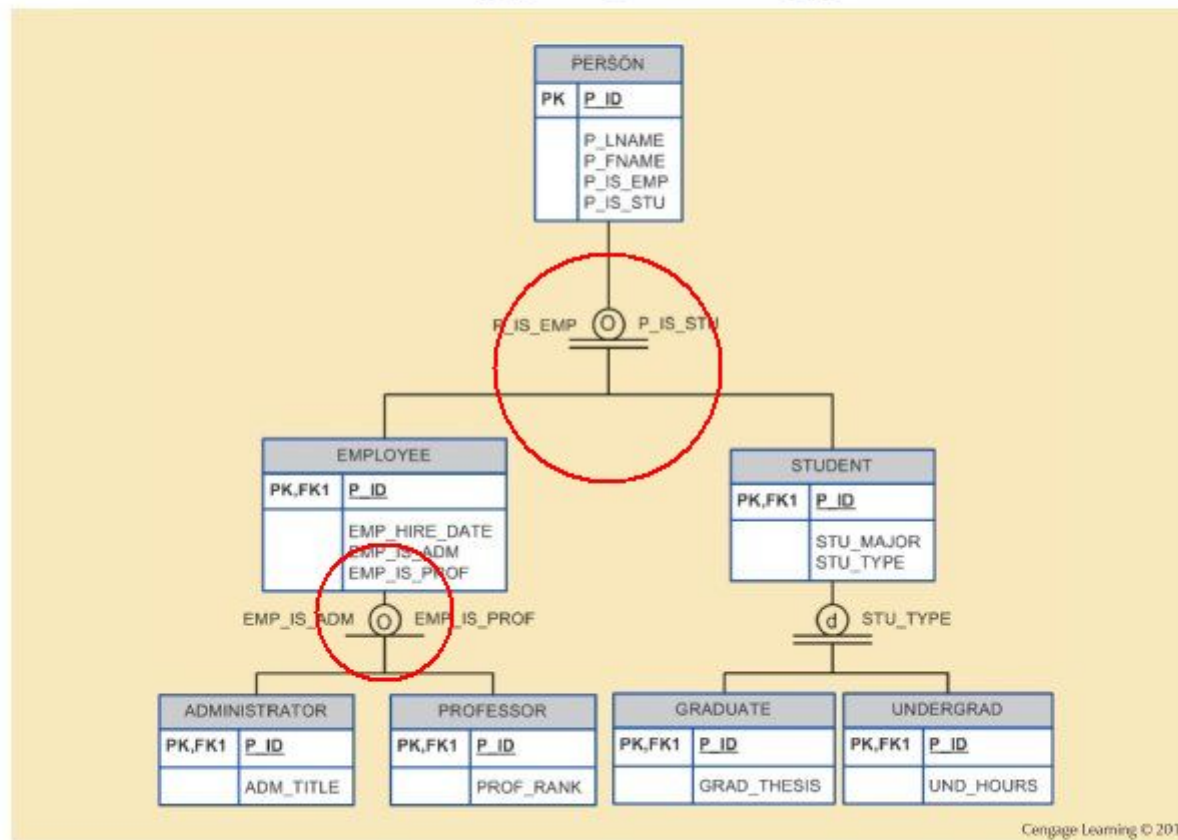 PERSON
PK P_ID
P_LNAME
P_FNAME
P_IS_EMP
P_IS_STU
P_IS_EMP O P_IS_STU
EMPLOYEE
PK,FK1 P_ID
EMP_HIRE_DATE
EMP_IS_ADM
EMP_IS_PROF
STUDENT
PK,FK1 P_ID
STU_MAJOR
STU_TYPE
EMP_IS_ADM O EMP_IS_PROF
d STU_TYPE
ADMINISTRATOR
PK,FK1 P_ID
ADM_TITLE
PROFESSOR
PK,FK1 P_ID
PROF_RANK
GRADUATE
PK,FK1 P_ID
GRAD_THESIS
UNDERGRAD
PK,FK1 P_ID
UND_HOURS
Cengage Learning ©